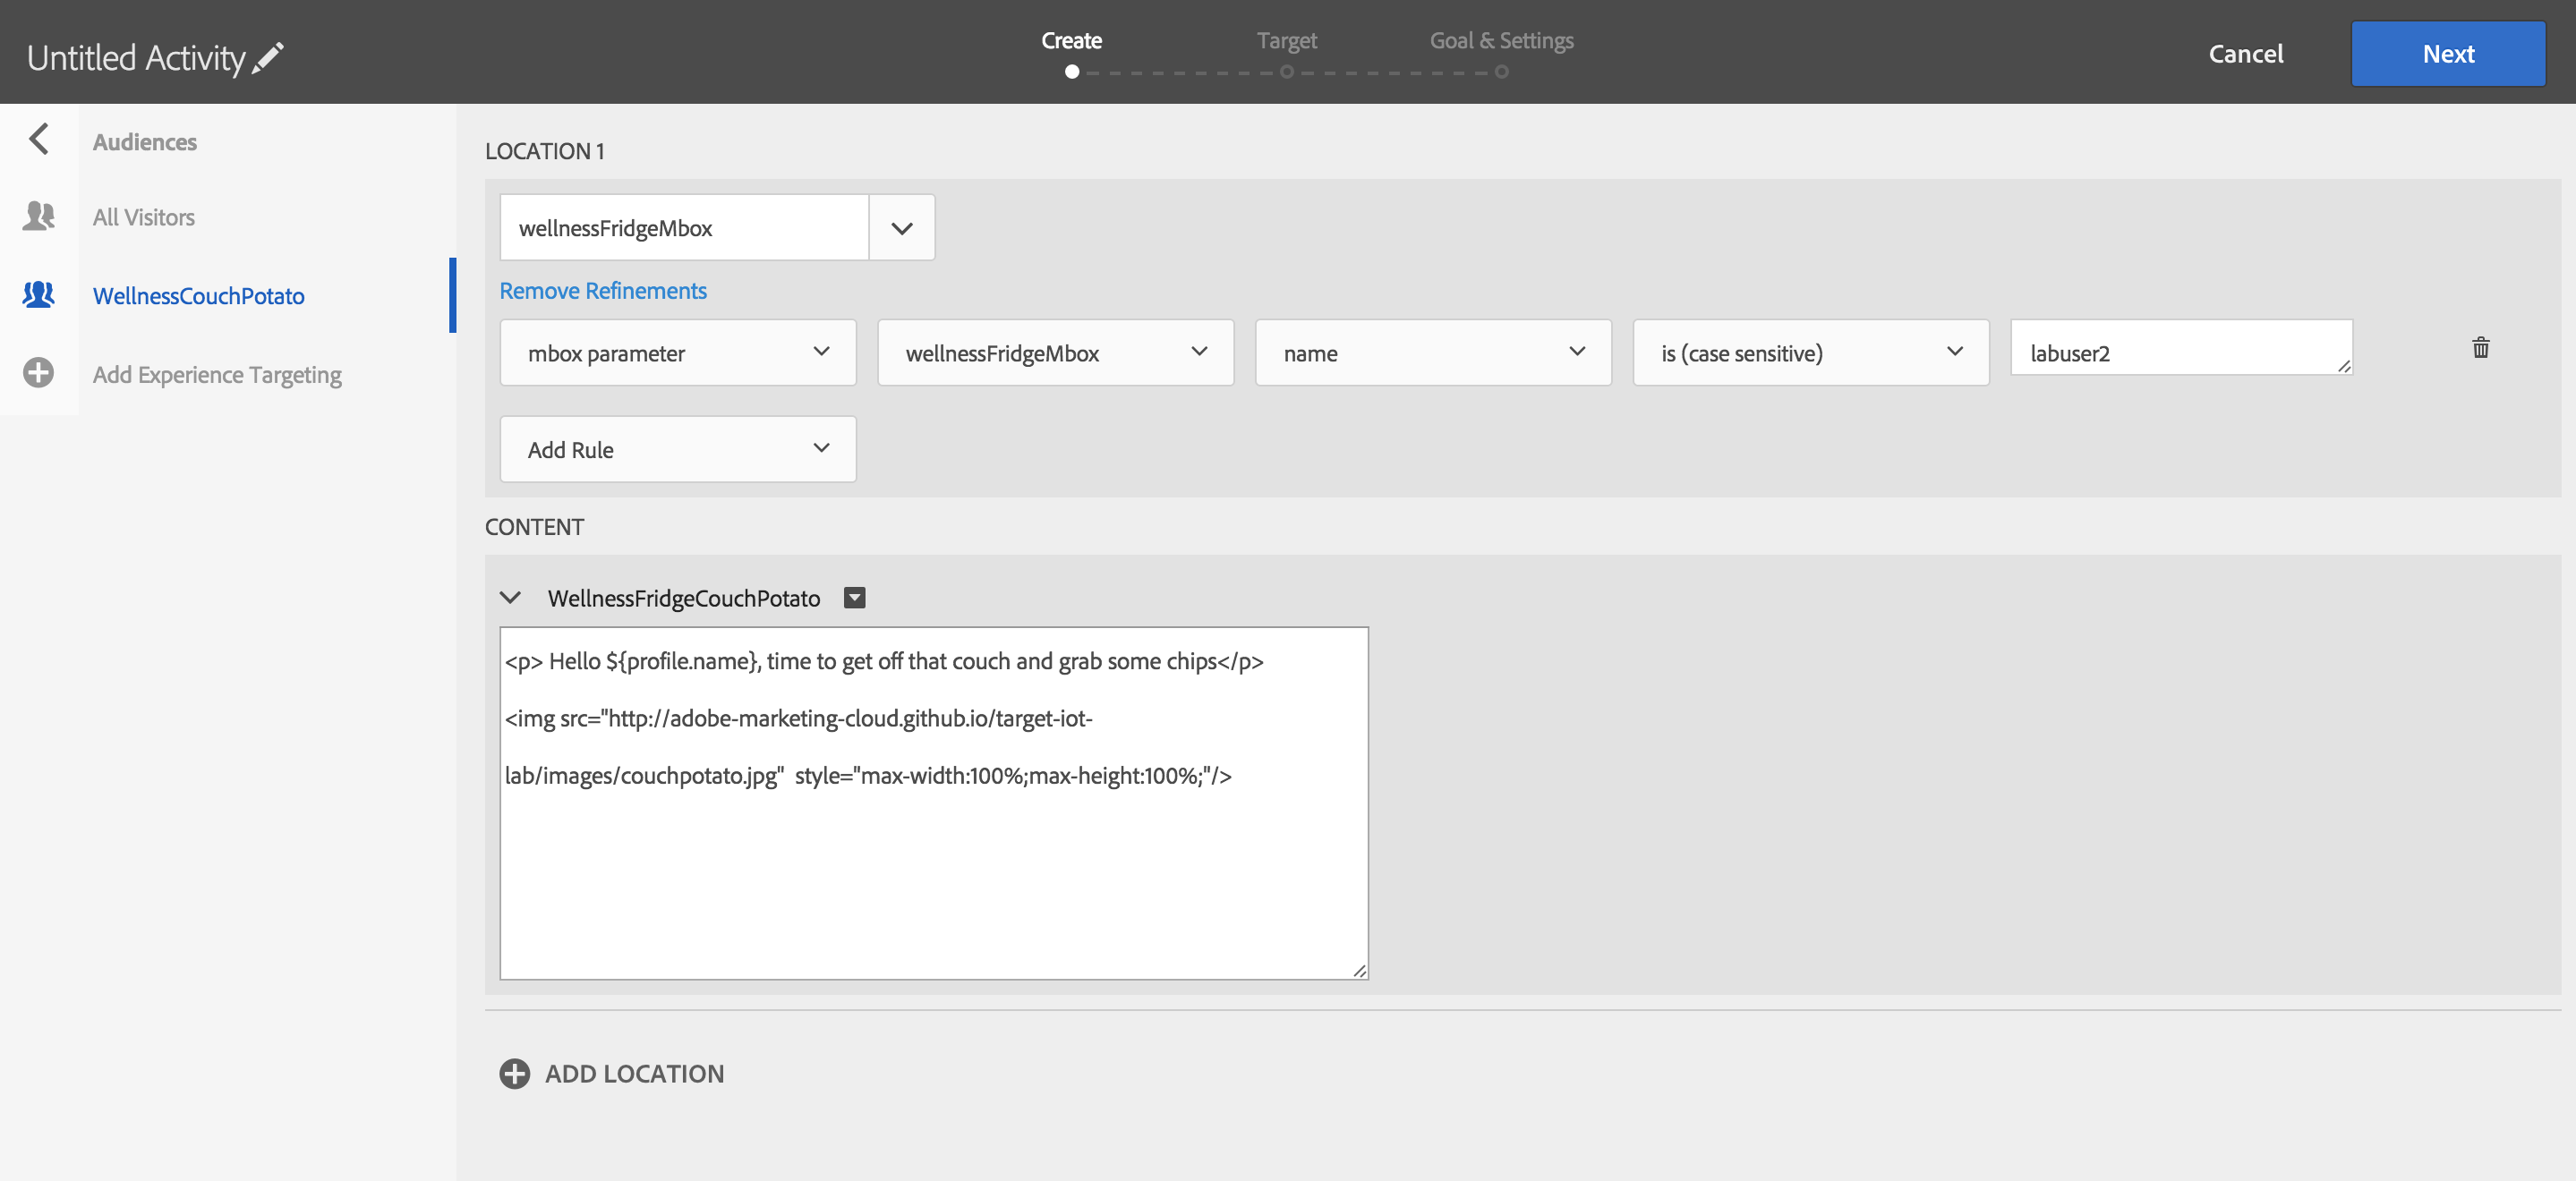 Untitled Activity
Create
Target
Goal & Settings
Cancel
Next
Audiences
All Visitors
WellnessCouchPotato
Add Experience Targeting
LOCATION 1
wellnessFridgeMbox
Remove Refinements
mbox parameter
wellnessFridgeMbox
name
is (case sensitive)
labuser2
Add Rule
CONTENT
WellnessFridgeCouchPotato
<p> Hello ${profile.name}, time to get off that couch and grab some chips</p>
<img src="http://adobe-marketing-cloud.github.io/target-iot-
lab/images/couchpotato.jpg"  style="max-width:100%;max-height:100%;"/>
ADD LOCATION